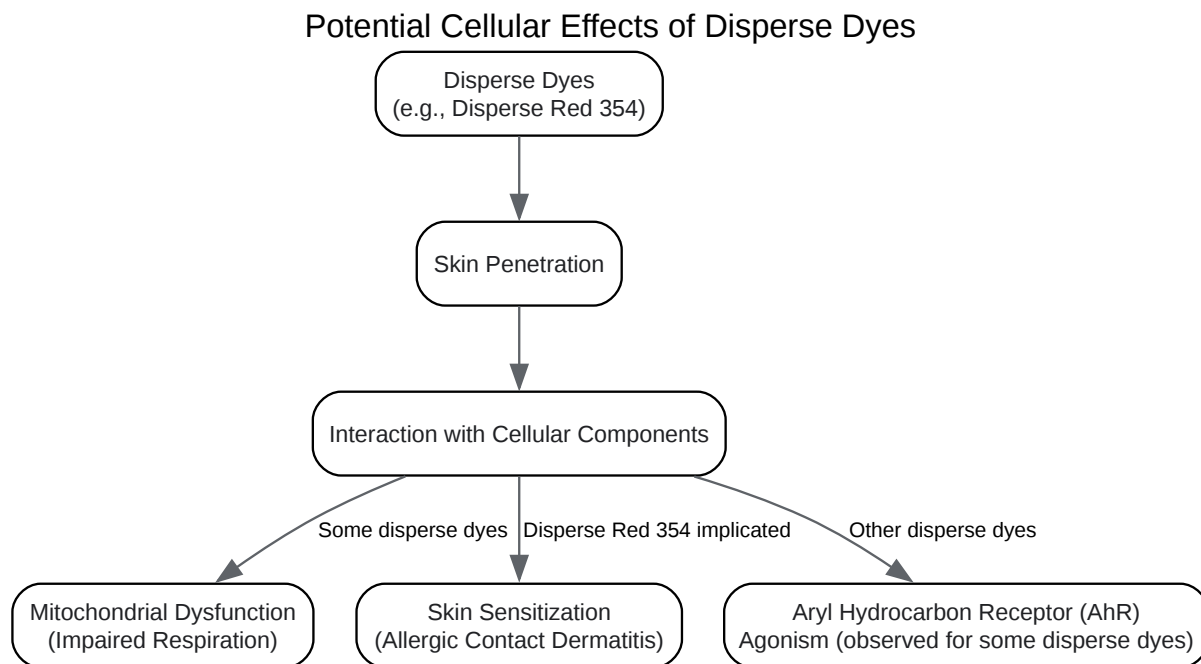 Potential Cellular Effects of Disperse Dyes
Disperse Dyes
(e.g., Disperse Red 354)
Skin Penetration
Interaction with Cellular Components
Some disperse dyes
Disperse Red 354 implicated
Other disperse dyes
Mitochondrial Dysfunction
(Impaired Respiration)
Skin Sensitization
(Allergic Contact Dermatitis)
Aryl Hydrocarbon Receptor (AhR)
Agonism (observed for some disperse dyes)